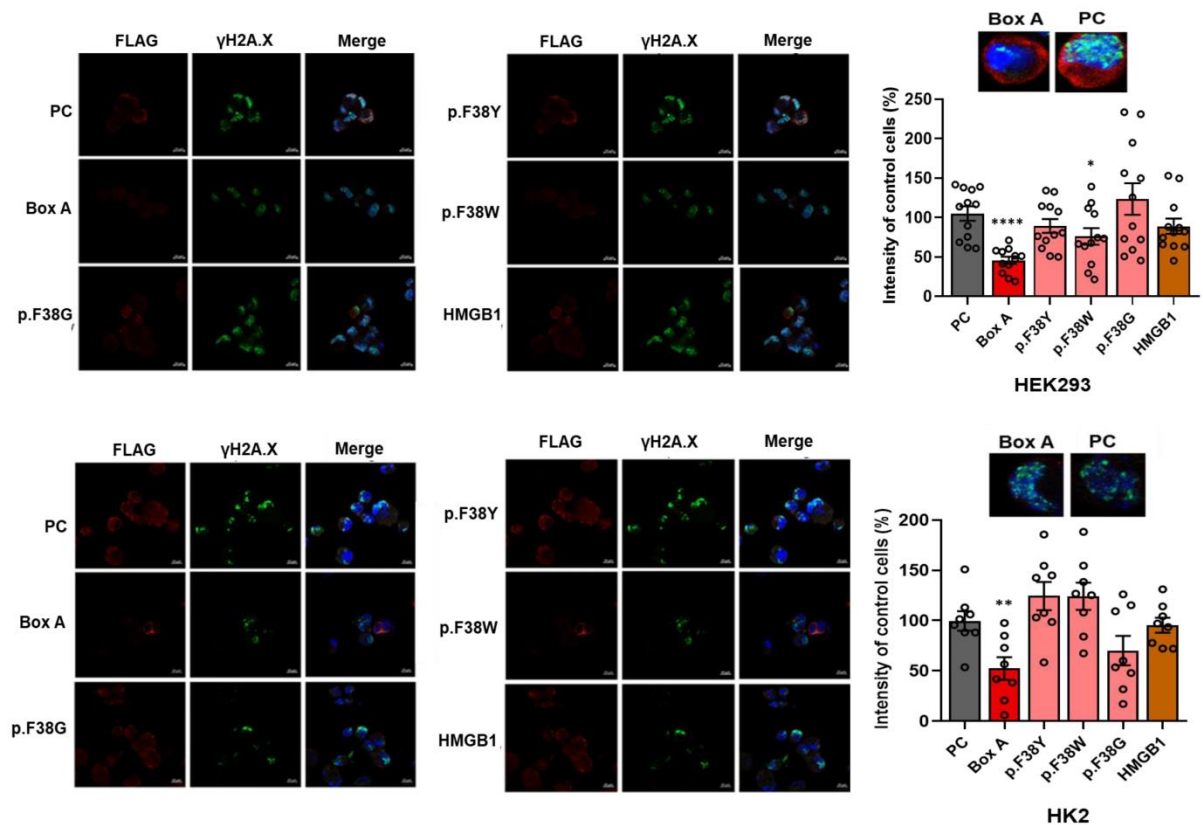 FLAG γH2A.X Merge
PC
Box A
p.F38G
FLAG γH2A.X Merge
p.F38Y
p.F38W
HMGB1
Box A PC
Intensity of control cells (%)
250
200
150
100
50
0
****
*
PC Box A p.F38Y p.F38W p.F38G HMGB1
HEK293
FLAG γH2A.X Merge
PC
Box A
p.F38G
FLAG γH2A.X Merge
p.F38Y
p.F38W
HMGB1
Box A PC
Intensity of control cells (%)
200
150
100
50
0
**
PC Box A p.F38Y p.F38W p.F38G HMGB1
HK2